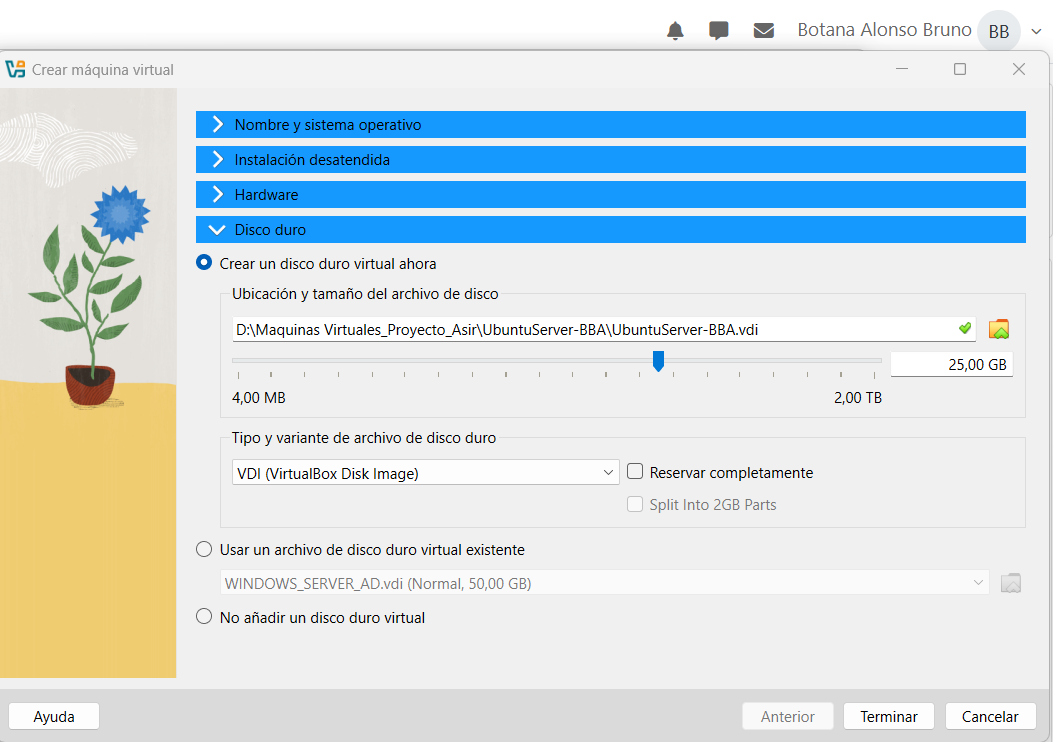 Botana Alonso Bruno BB
Crear máquina virtual
Nombre y sistema operativo
Instalación desatendida
Hardware
Disco duro
Crear un disco duro virtual ahora
Ubicación y tamaño del archivo de disco
D:\Maquinas Virtuales_Proyecto_Asir\UbuntuServer-BBA\UbuntuServer-BBA.vdi
25,00 GB
4,00 MB 2,00 TB
Tipo y variante de archivo de disco duro
VDI (VirtualBox Disk Image) Reservar completamente
Split Into 2GB Parts
Usar un archivo de disco duro virtual existente
WINDOWS_SERVER_AD.vdi (Normal, 50,00 GB)
No añadir un disco duro virtual
Ayuda Anterior Terminar Cancelar